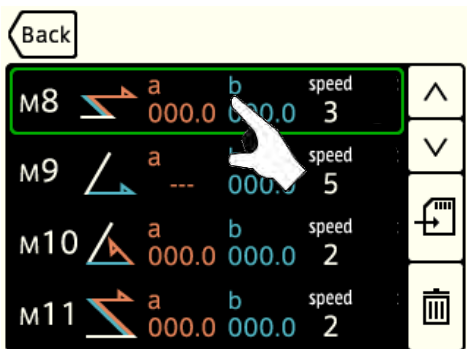 Back
a b speed
M8 000.0 000.0 3
a speed
M9 --- 000.0 5
a b speed
M10 000.0 000.0 2
a b speed
M11 000.0 000.0 2